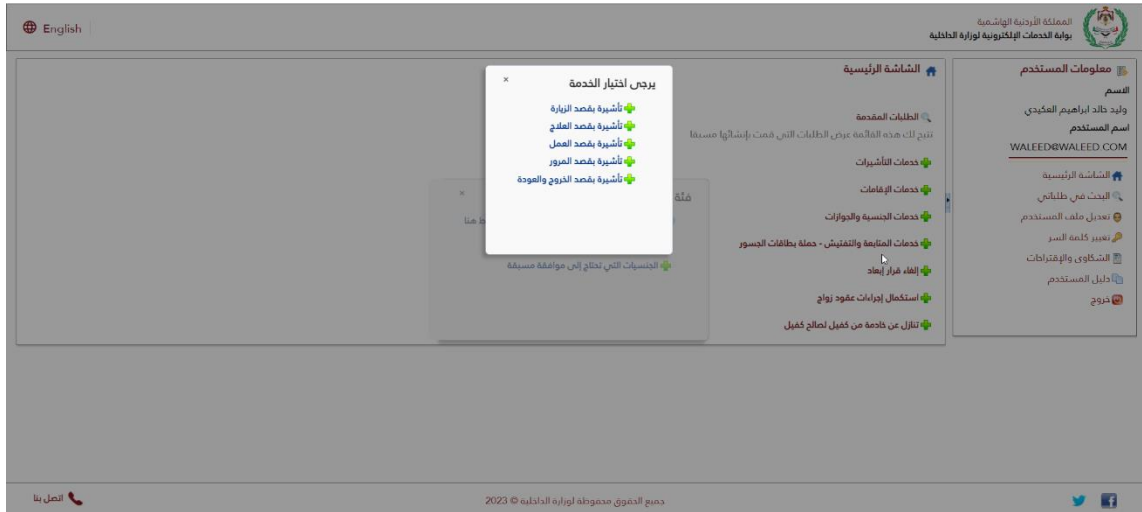 المملكة الأردنية الهاشمية
بوابة الخدمات الإلكترونية لوزارة الداخلية
English
معلومات المستخدم
الاسم
وليد خالد ابراهيم العكيدي
اسم المستخدم
WALEED@WALEED.COM
الشاشة الرئيسية
البحث في طلباتي
تعديل ملف المستخدم
تغيير كلمة السر
الشكاوى والإقتراحات
دليل المستخدم
خروج
الشاشة الرئيسية
الطلبات المقدمة
تتيح لك هذه القائمة عرض الطلبات التي قمت بإنشائها مسبقا
خدمات التأشيرات
خدمات الإقامات
خدمات الجنسية والجوازات
خدمات المتابعة والتفتيش - حملة بطاقات الجسور
إلغاء قرار إبعاد
استكمال إجراءات عقود زواج
تنازل عن خادمة من كفيل لصالح كفيل
يرجى اختيار الخدمة ×
تأشيرة بقصد الزيارة
تأشيرة بقصد العلاج
تأشيرة بقصد العمل
تأشيرة بقصد المرور
تأشيرة بقصد الخروج والعودة
فئة ×
هنا
الجنسيات التي تحتاج إلى موافقة مسبقة
جميع الحقوق محفوظة لوزارة الداخلية © 2023
اتصل بنا